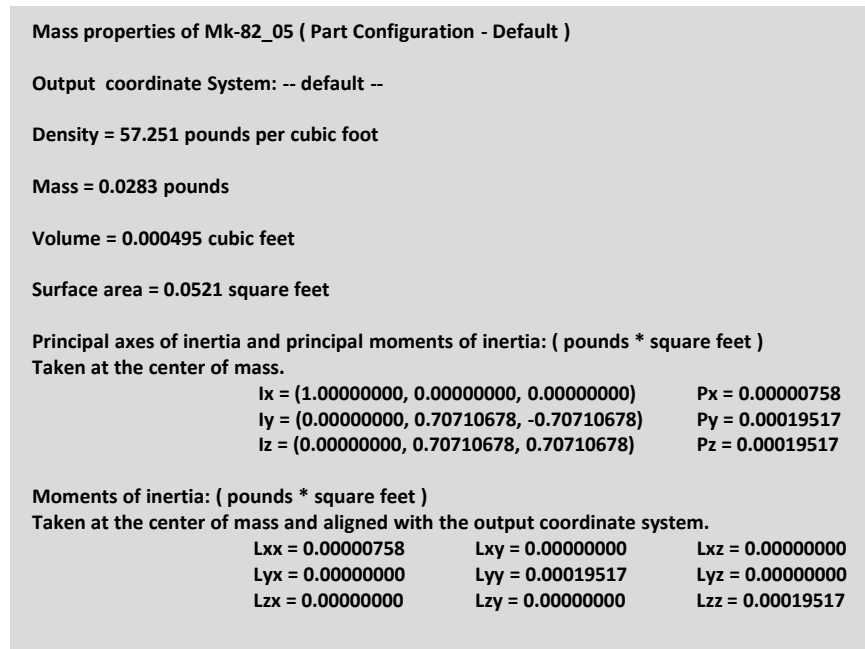 Mass properties of Mk-82_05 ( Part Configuration - Default )
Output  coordinate System: -- default --
Density = 57.251 pounds per cubic foot
Mass = 0.0283 pounds
Volume = 0.000495 cubic feet
Surface area = 0.0521 square feet
Principal axes of inertia and principal moments of inertia: ( pounds * square feet )
Taken at the center of mass.
Ix = (1.00000000, 0.00000000, 0.00000000) Px = 0.00000758
Iy = (0.00000000, 0.70710678, -0.70710678) Py = 0.00019517
Iz = (0.00000000, 0.70710678, 0.70710678) Pz = 0.00019517
Moments of inertia: ( pounds * square feet )
Taken at the center of mass and aligned with the output coordinate system.
Lxx = 0.00000758 Lxy = 0.00000000 Lxz = 0.00000000
Lyx = 0.00000000 Lyy = 0.00019517 Lyz = 0.00000000
Lzx = 0.00000000 Lzy = 0.00000000 Lzz = 0.00019517